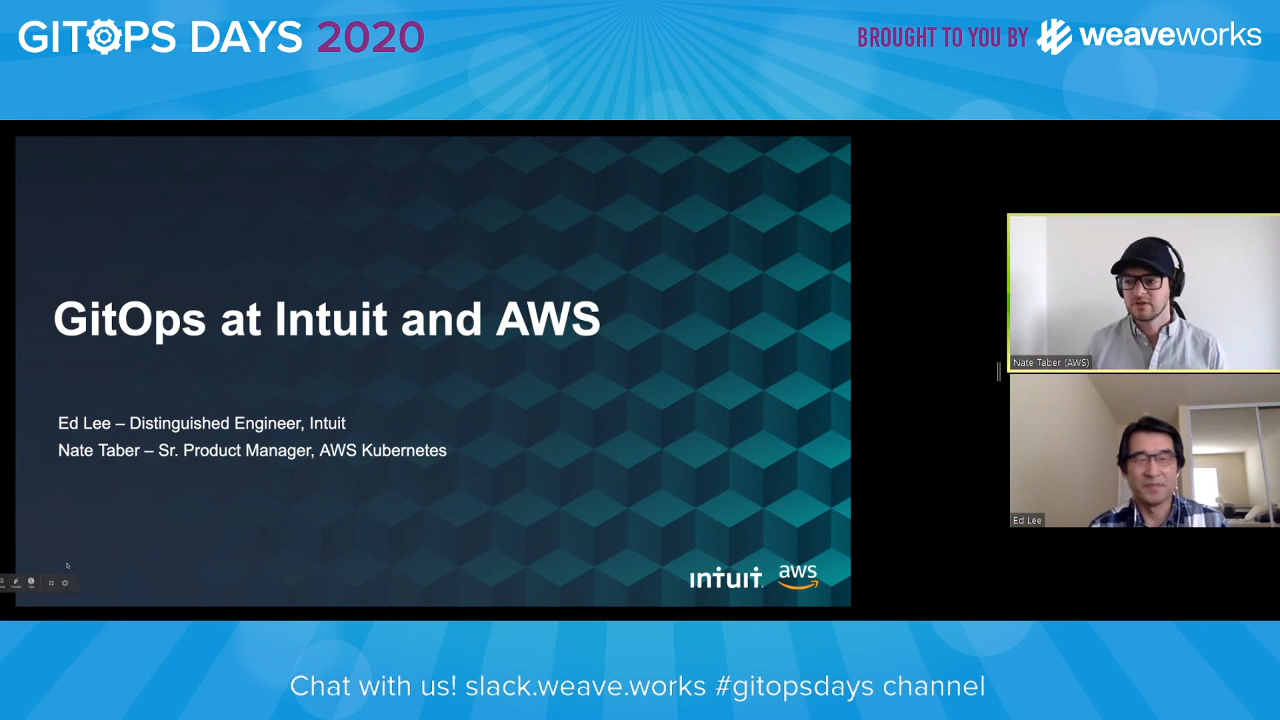 GITOPS DAYS 2020
BROUGHT TO YOU BY weaveworks
GitOps at Intuit and AWS
Ed Lee – Distinguished Engineer, Intuit
Nate Taber – Sr. Product Manager, AWS Kubernetes
intuit aws
Nate Taber (AWS)
Ed Lee
Chat with us! slack.weave.works #gitopsdays channel